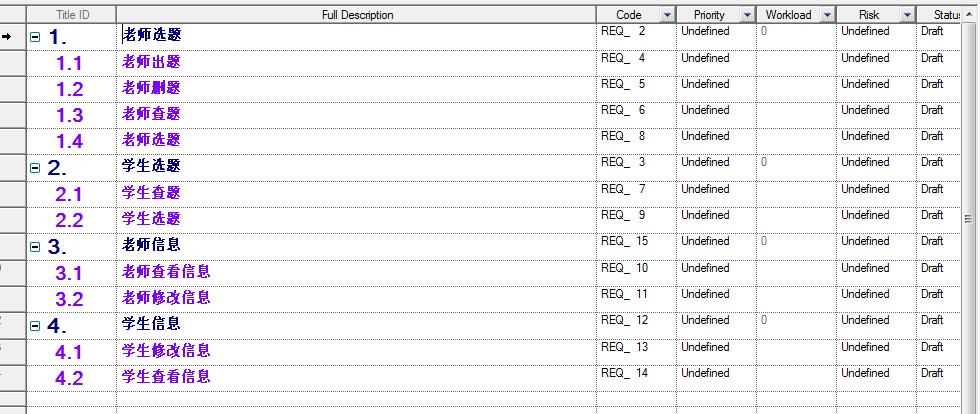 Title ID Full Description Code Priority Workload Risk Status
1. 老师选题 REQ_ 2 Undefined 0 Undefined Draft
1.1 老师出题 REQ_ 4 Undefined Undefined Draft
1.2 老师删题 REQ_ 5 Undefined Undefined Draft
1.3 老师查题 REQ_ 6 Undefined Undefined Draft
1.4 老师选题 REQ_ 8 Undefined Undefined Draft
2. 学生选题 REQ_ 3 Undefined 0 Undefined Draft
2.1 学生查题 REQ_ 7 Undefined Undefined Draft
2.2 学生选题 REQ_ 9 Undefined Undefined Draft
3. 老师信息 REQ_ 15 Undefined 0 Undefined Draft
3.1 老师查看信息 REQ_ 10 Undefined Undefined Draft
3.2 老师修改信息 REQ_ 11 Undefined Undefined Draft
4. 学生信息 REQ_ 12 Undefined 0 Undefined Draft
4.1 学生修改信息 REQ_ 13 Undefined Undefined Draft
4.2 学生查看信息 REQ_ 14 Undefined Undefined Draft